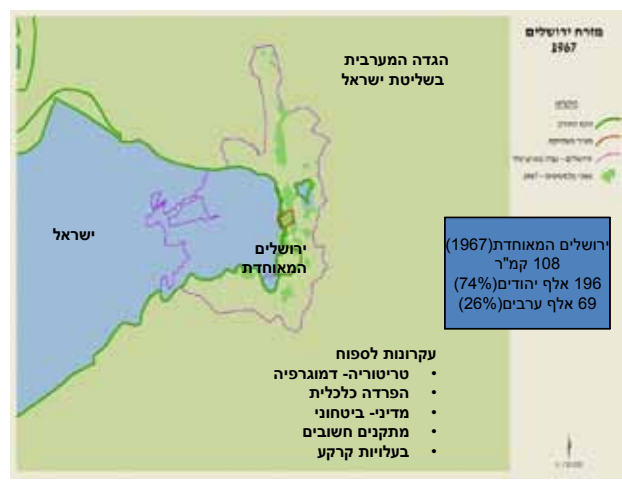 מזרח ירושלים
1967
הגדה המערבית
בשליטת ישראל
ישראל
ירושלים
המאוחדת
ירושלים המאוחדת(1967)
108 קמ"ר
196 אלף יהודים(74%)
69 אלף ערבים(26%)
עקרונות לספוח
• טריטוריה- דמוגרפיה
• הפרדה כלכלית
• מדיני- ביטחוני
• מתקנים חשובים
• בעלויות קרקע